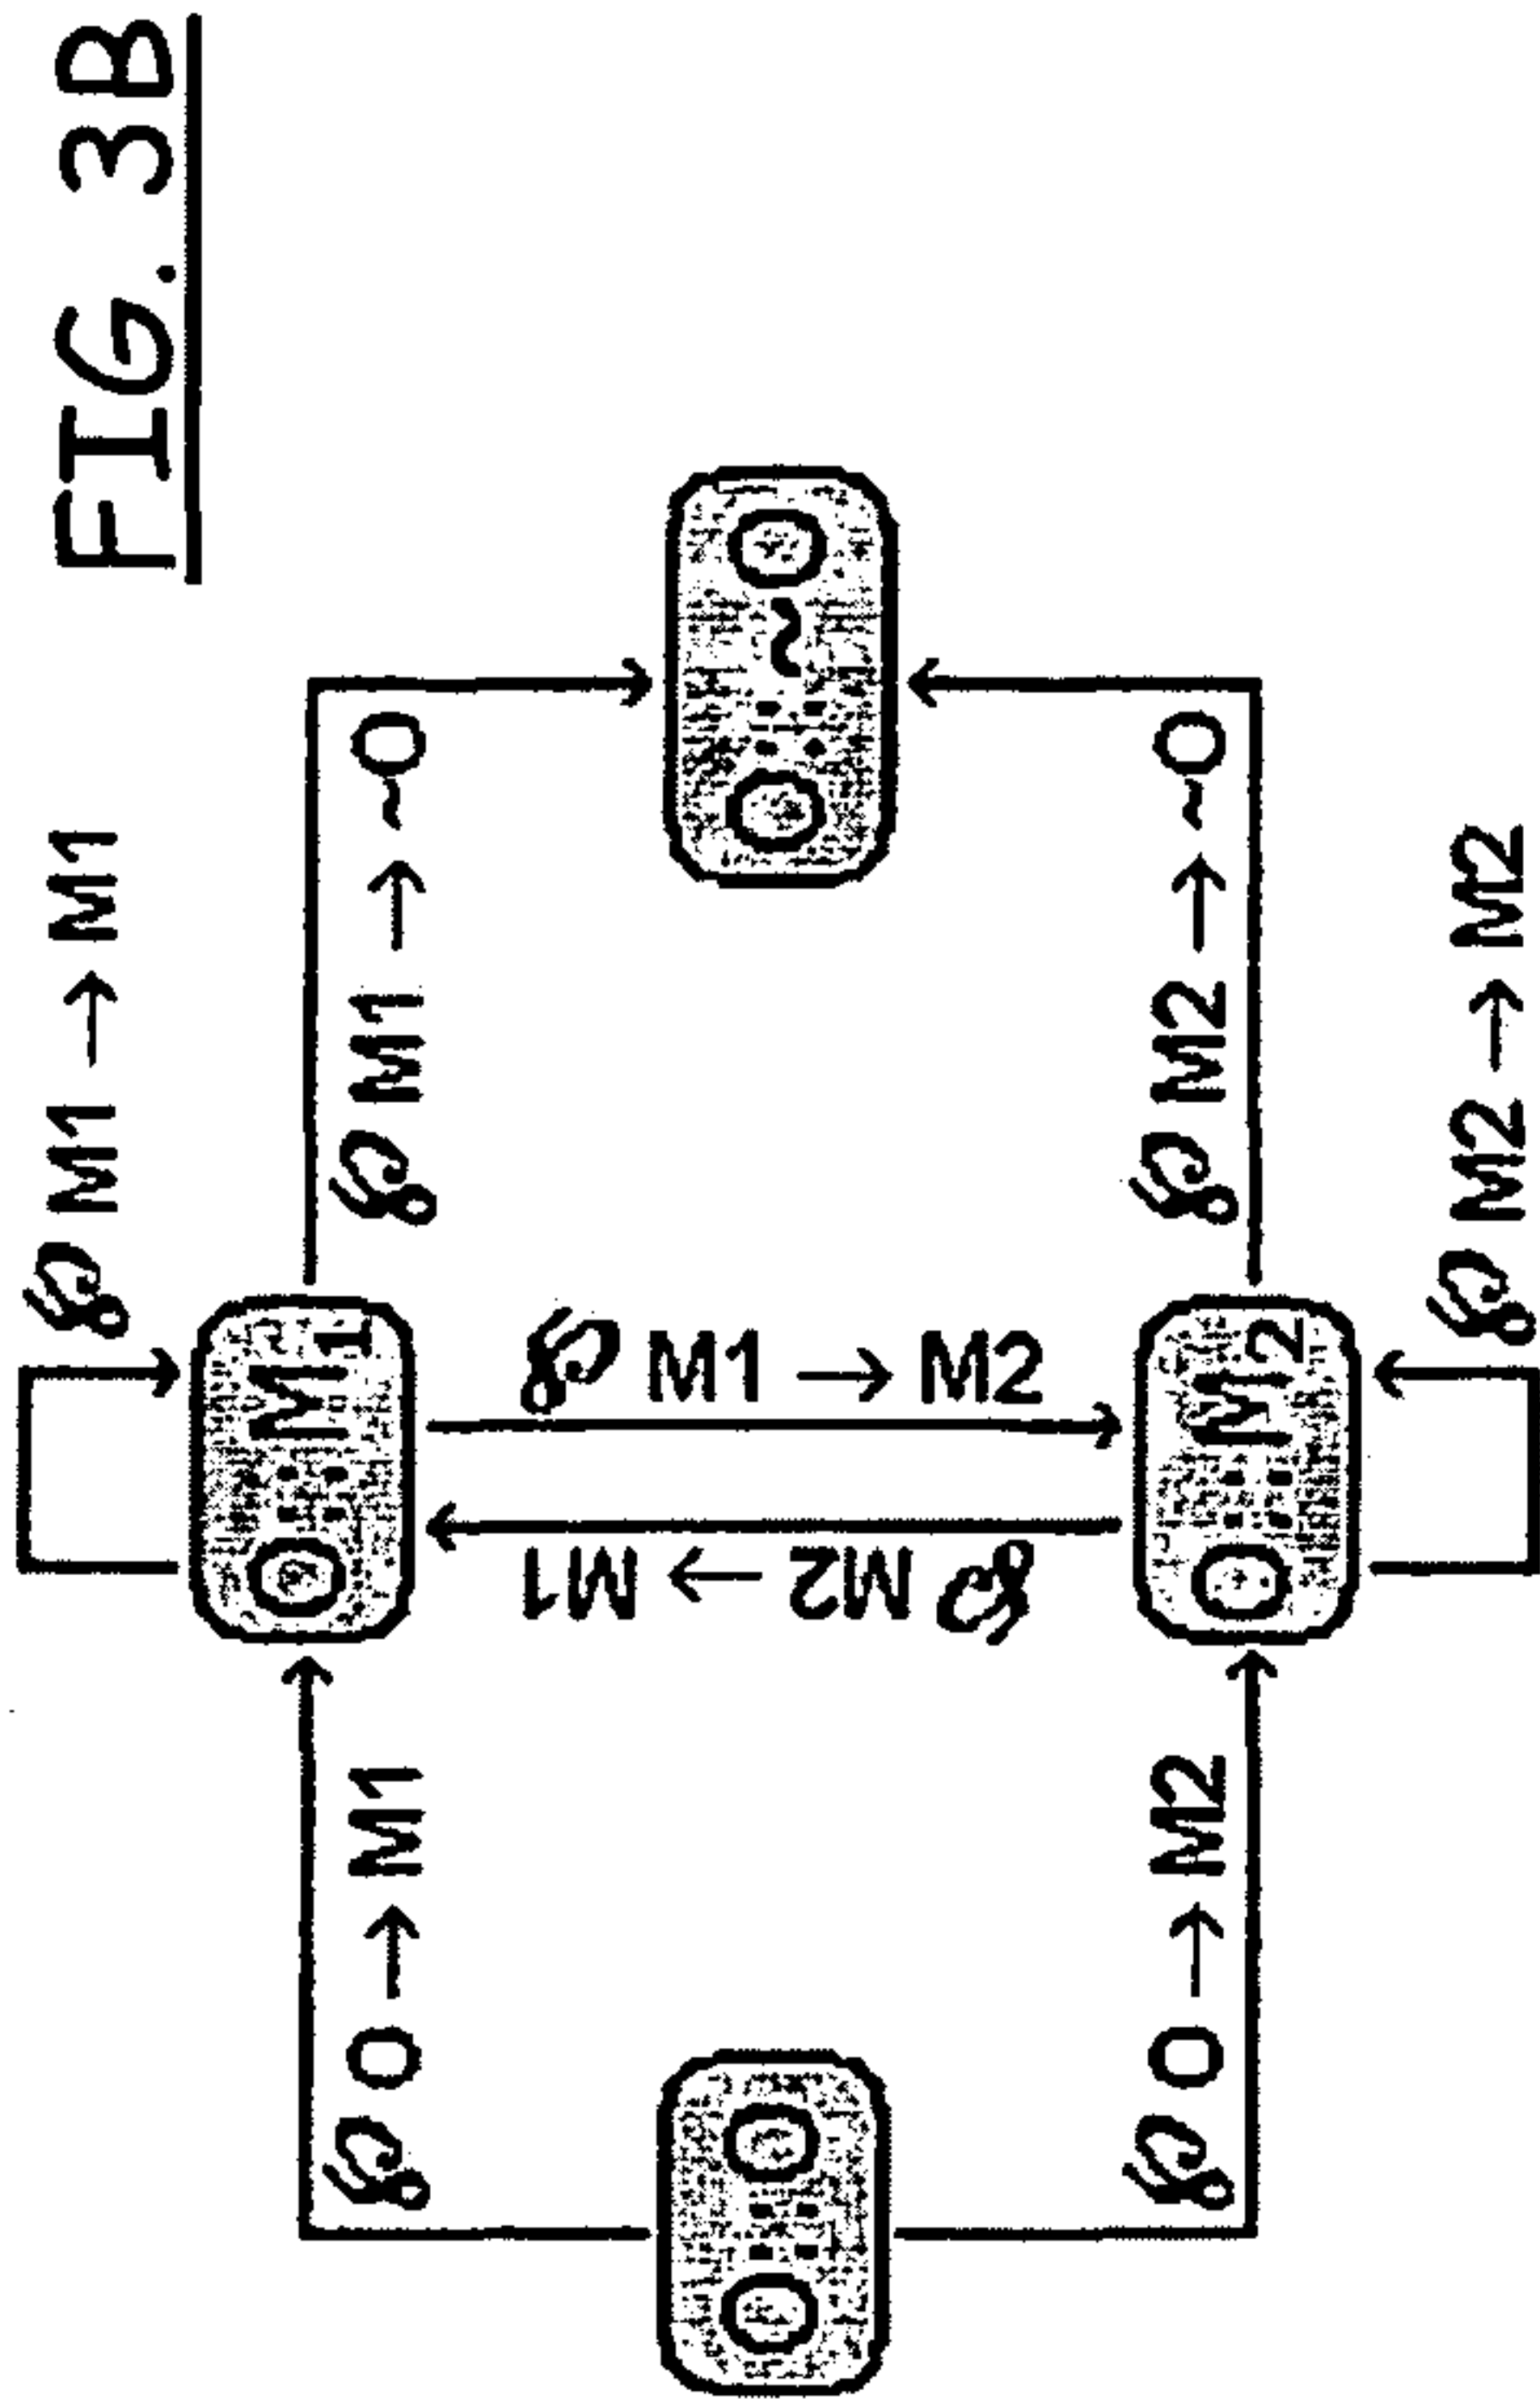 FIG. 3B
℘ M1 → M1
℘ O → M1
℘ M1 → ~O
O :: M1
℘ M1 → M2
℘ M2 → M1
O :: O
O :: ~O
O :: M2
℘ O → M2
℘ M2 → ~O
℘ M2 → M2